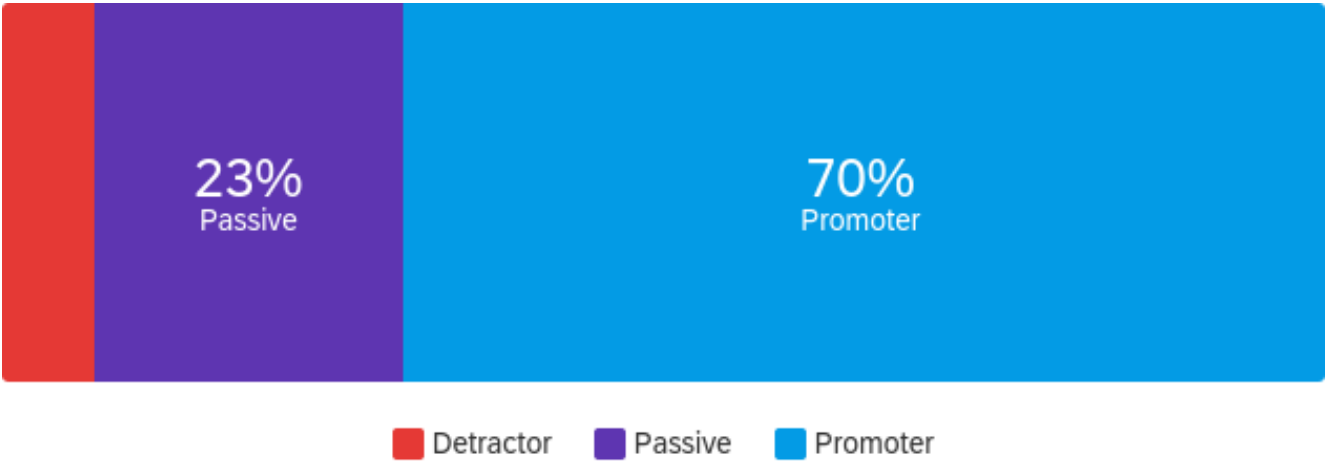 23%
Passive
70%
Promoter
Detractor Passive Promoter